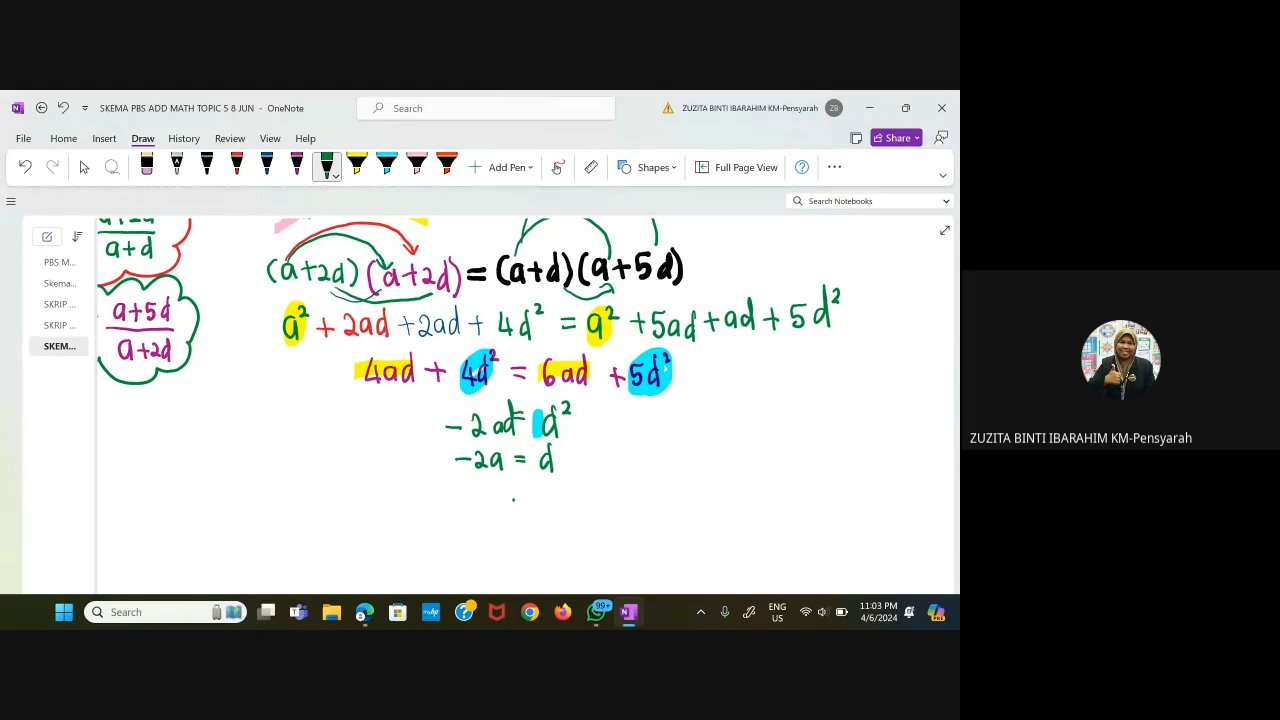 SKEMA PBS ADD MATH TOPIC 5 8 JUN - OneNote
Search
ZUZITA BINTI IBARAHIM KM-Pensyarah
ZB
File Home Insert Draw History Review View Help
Share
Add Pen
Shapes
Full Page View
Search Notebooks
PBS M...
Skema...
SKRIP ...
SKRIP ...
SKEM...
a+2d
a+d
a+5d
a+2d
(a+2d)(a+2d)=(a+d)(a+5d)
a² + 2ad + 2ad + 4d² = a² + 5ad + ad + 5d²
4ad + 4d² = 6ad + 5d²
-2ad = d²
-2a = d
ZUZITA BINTI IBARAHIM KM-Pensyarah
Search
99+
ENG
US
11:03 PM
4/6/2024